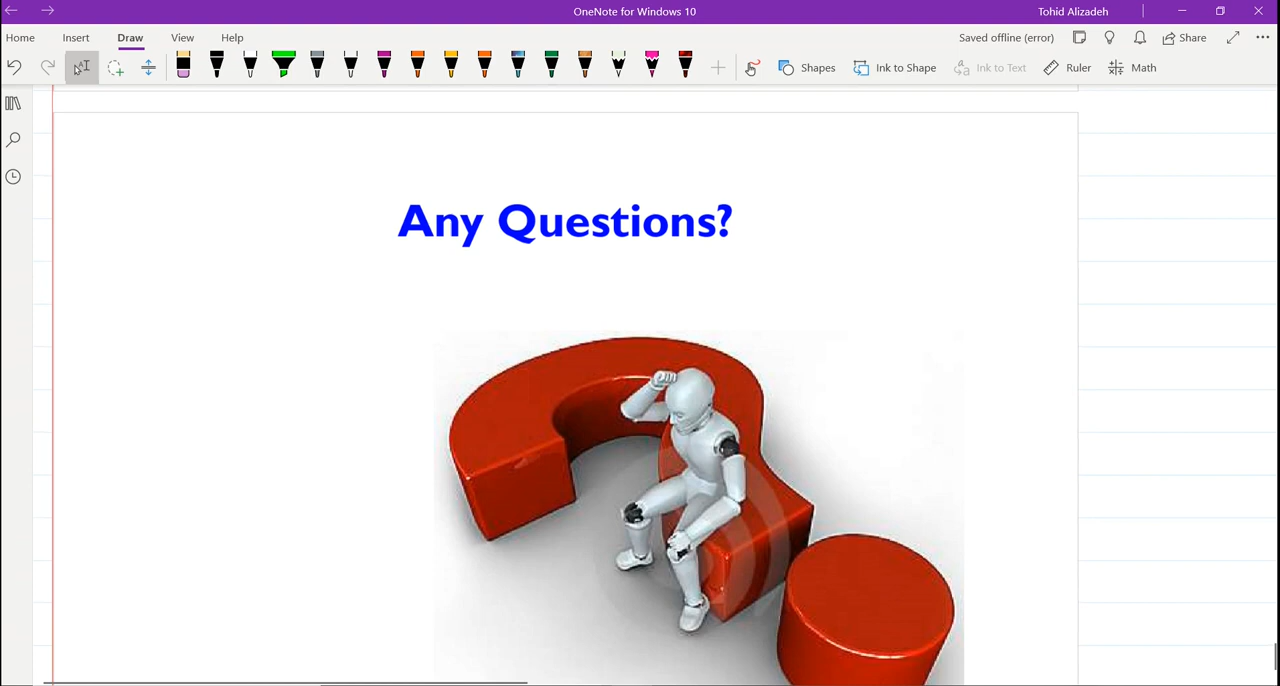 OneNote for Windows 10
Tohid Alizadeh
Home Insert Draw View Help
Saved offline (error)
Share
Shapes
Ink to Shape
Ink to Text
Ruler
Math
Any Questions?